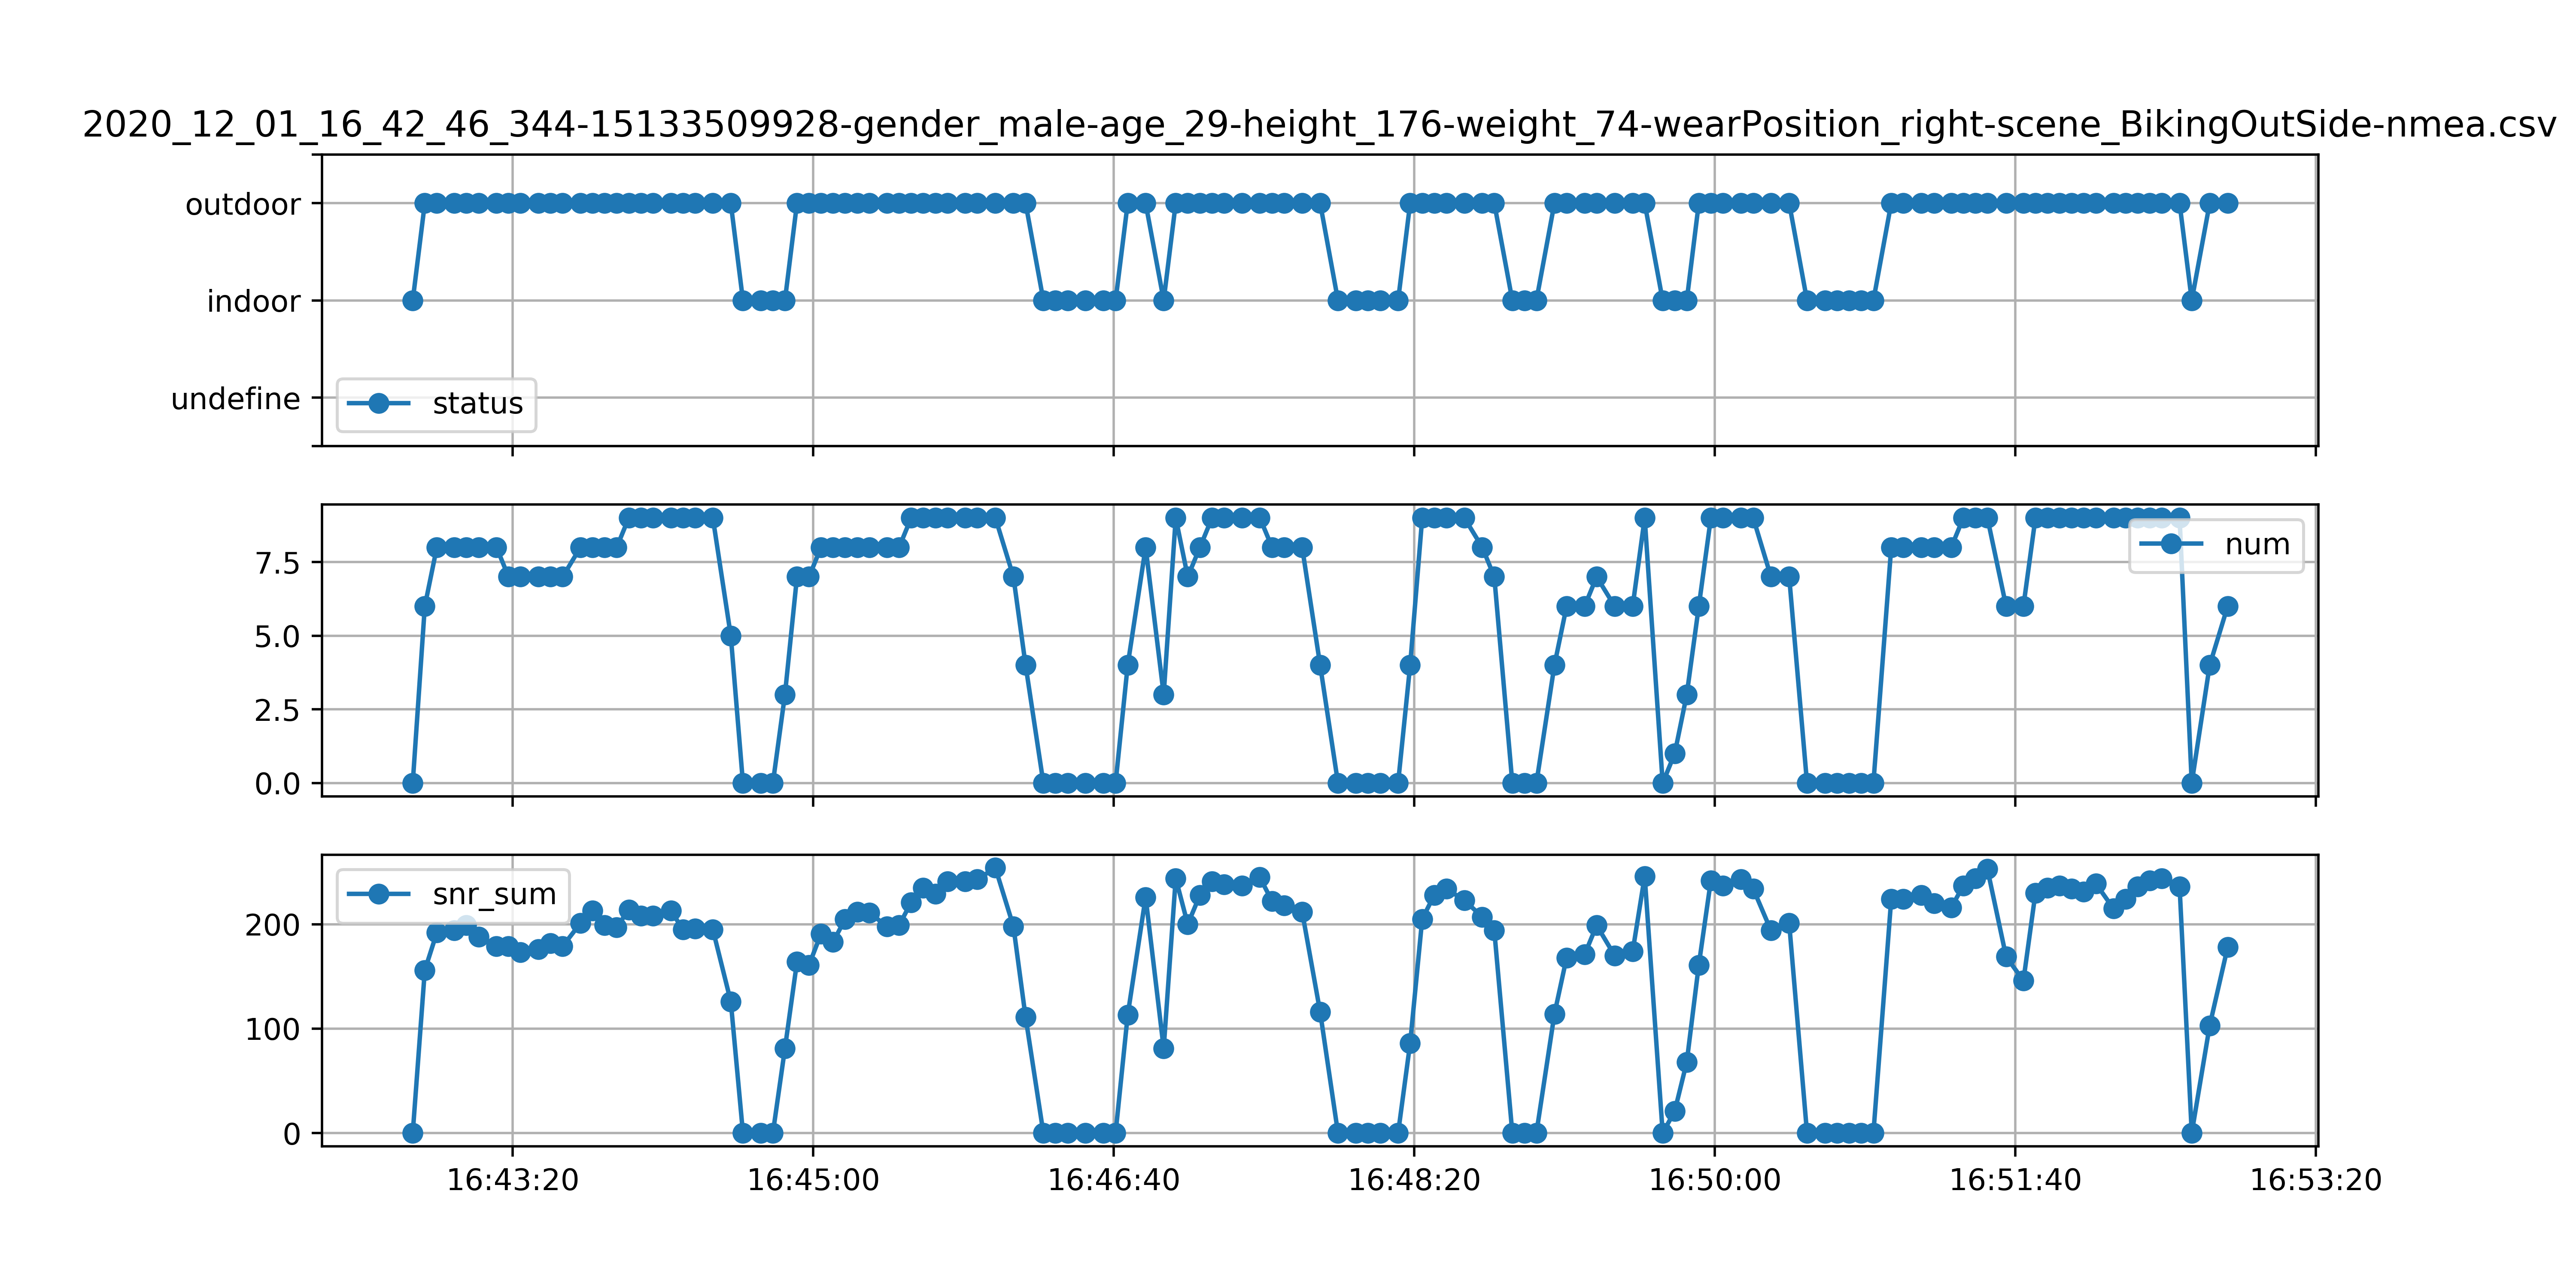 2020_12_01_16_42_46_344-15133509928-gender_male-age_29-height_176-weight_74-wearPosition_right-scene_BikingOutSide-nmea.csv
outdoor
indoor
undefine
status
7.5
5.0
2.5
0.0
num
200
100
0
snr_sum
16:43:20 16:45:00 16:46:40 16:48:20 16:50:00 16:51:40 16:53:20